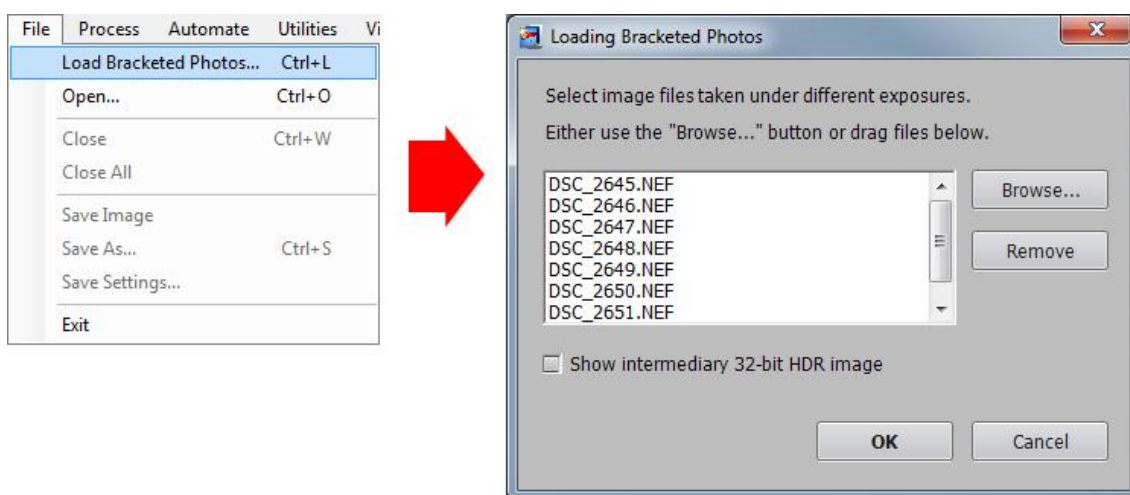 File Process Automate Utilities Vi
Load Bracketed Photos... Ctrl+L
Open... Ctrl+O
Close Ctrl+W
Close All
Save Image
Save As... Ctrl+S
Save Settings...
Exit
Loading Bracketed Photos
Select image files taken under different exposures.
Either use the "Browse..." button or drag files below.
DSC_2645.NEF
DSC_2646.NEF
DSC_2647.NEF
DSC_2648.NEF
DSC_2649.NEF
DSC_2650.NEF
DSC_2651.NEF
Browse...
Remove
Show intermediary 32-bit HDR image
OK Cancel